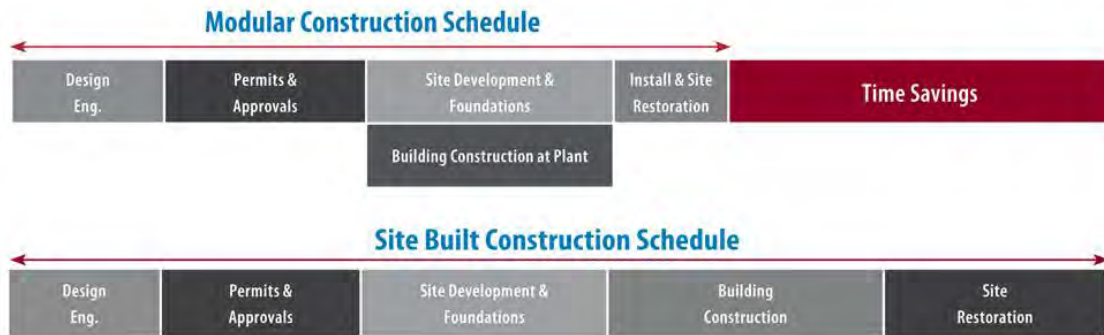 Modular Construction Schedule
Design
Eng.
Permits &
Approvals
Site Development &
Foundations
Install & Site
Restoration
Time Savings
Building Construction at Plant
Site Built Construction Schedule
Design
Eng.
Permits &
Approvals
Site Development &
Foundations
Building
Construction
Site
Restoration